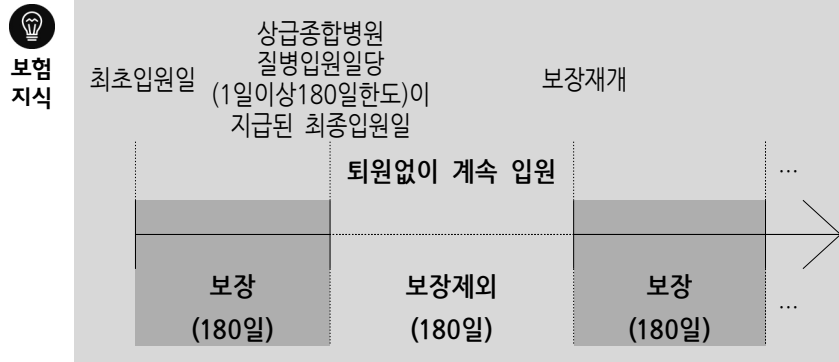 보험
지식
최초입원일
상급종합병원
질병입원일당
(1일이상180일한도)이
지급된 최종입원일
보장재개
퇴원없이 계속 입원
...
보장
(180일)
보장제외
(180일)
보장
(180일)
...